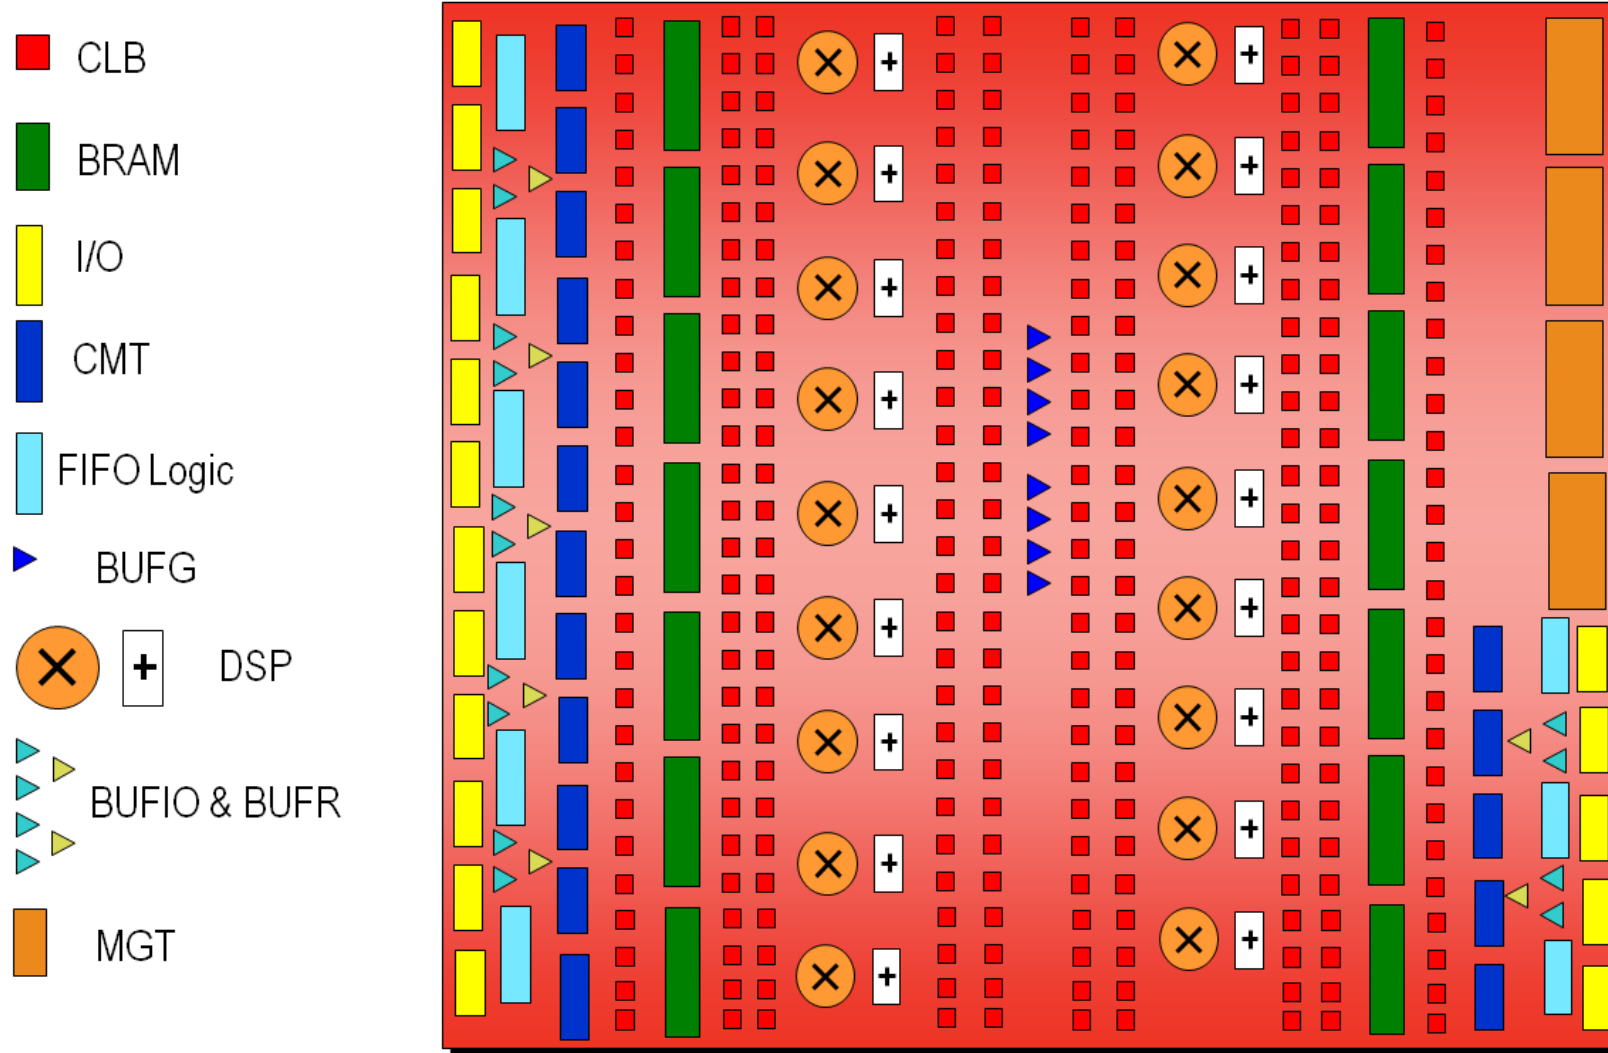 CLB
BRAM
I/O
CMT
FIFO Logic
BUFG
DSP
BUFIO & BUFR
MGT